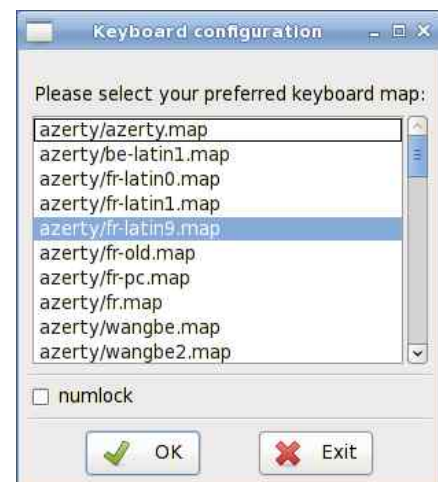 Keyboard configuration
Please select your preferred keyboard map:
azerty/azerty.map
azerty/be-latin1.map
azerty/fr-latin0.map
azerty/fr-latin1.map
azerty/fr-latin9.map
azerty/fr-old.map
azerty/fr-pc.map
azerty/fr.map
azerty/wangbe.map
azerty/wangbe2.map
numlock
OK Exit